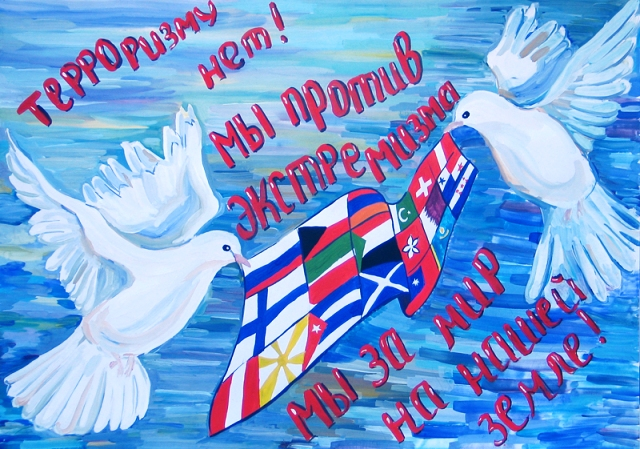 Терроризму
нет!
Мы против
экстремизма
Мы за мир
на нашей
земле!